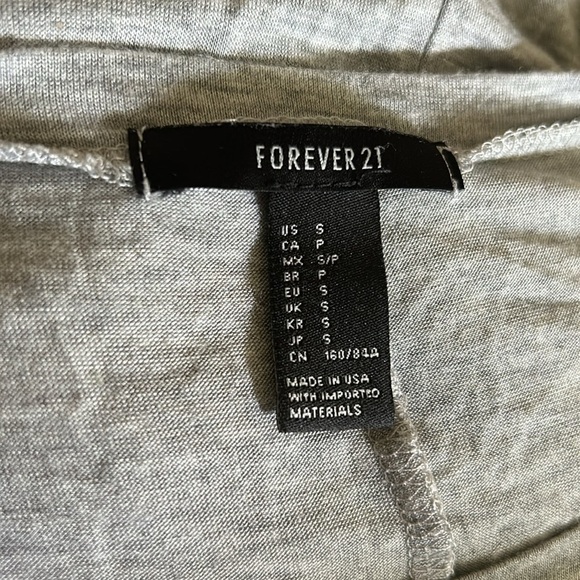 FOREVER 21
US S
CA P
MX S/P
BR P
EU S
UK S
KR S
JP S
CN 160/84A
MADE IN USA
WITH IMPORTED
MATERIALS